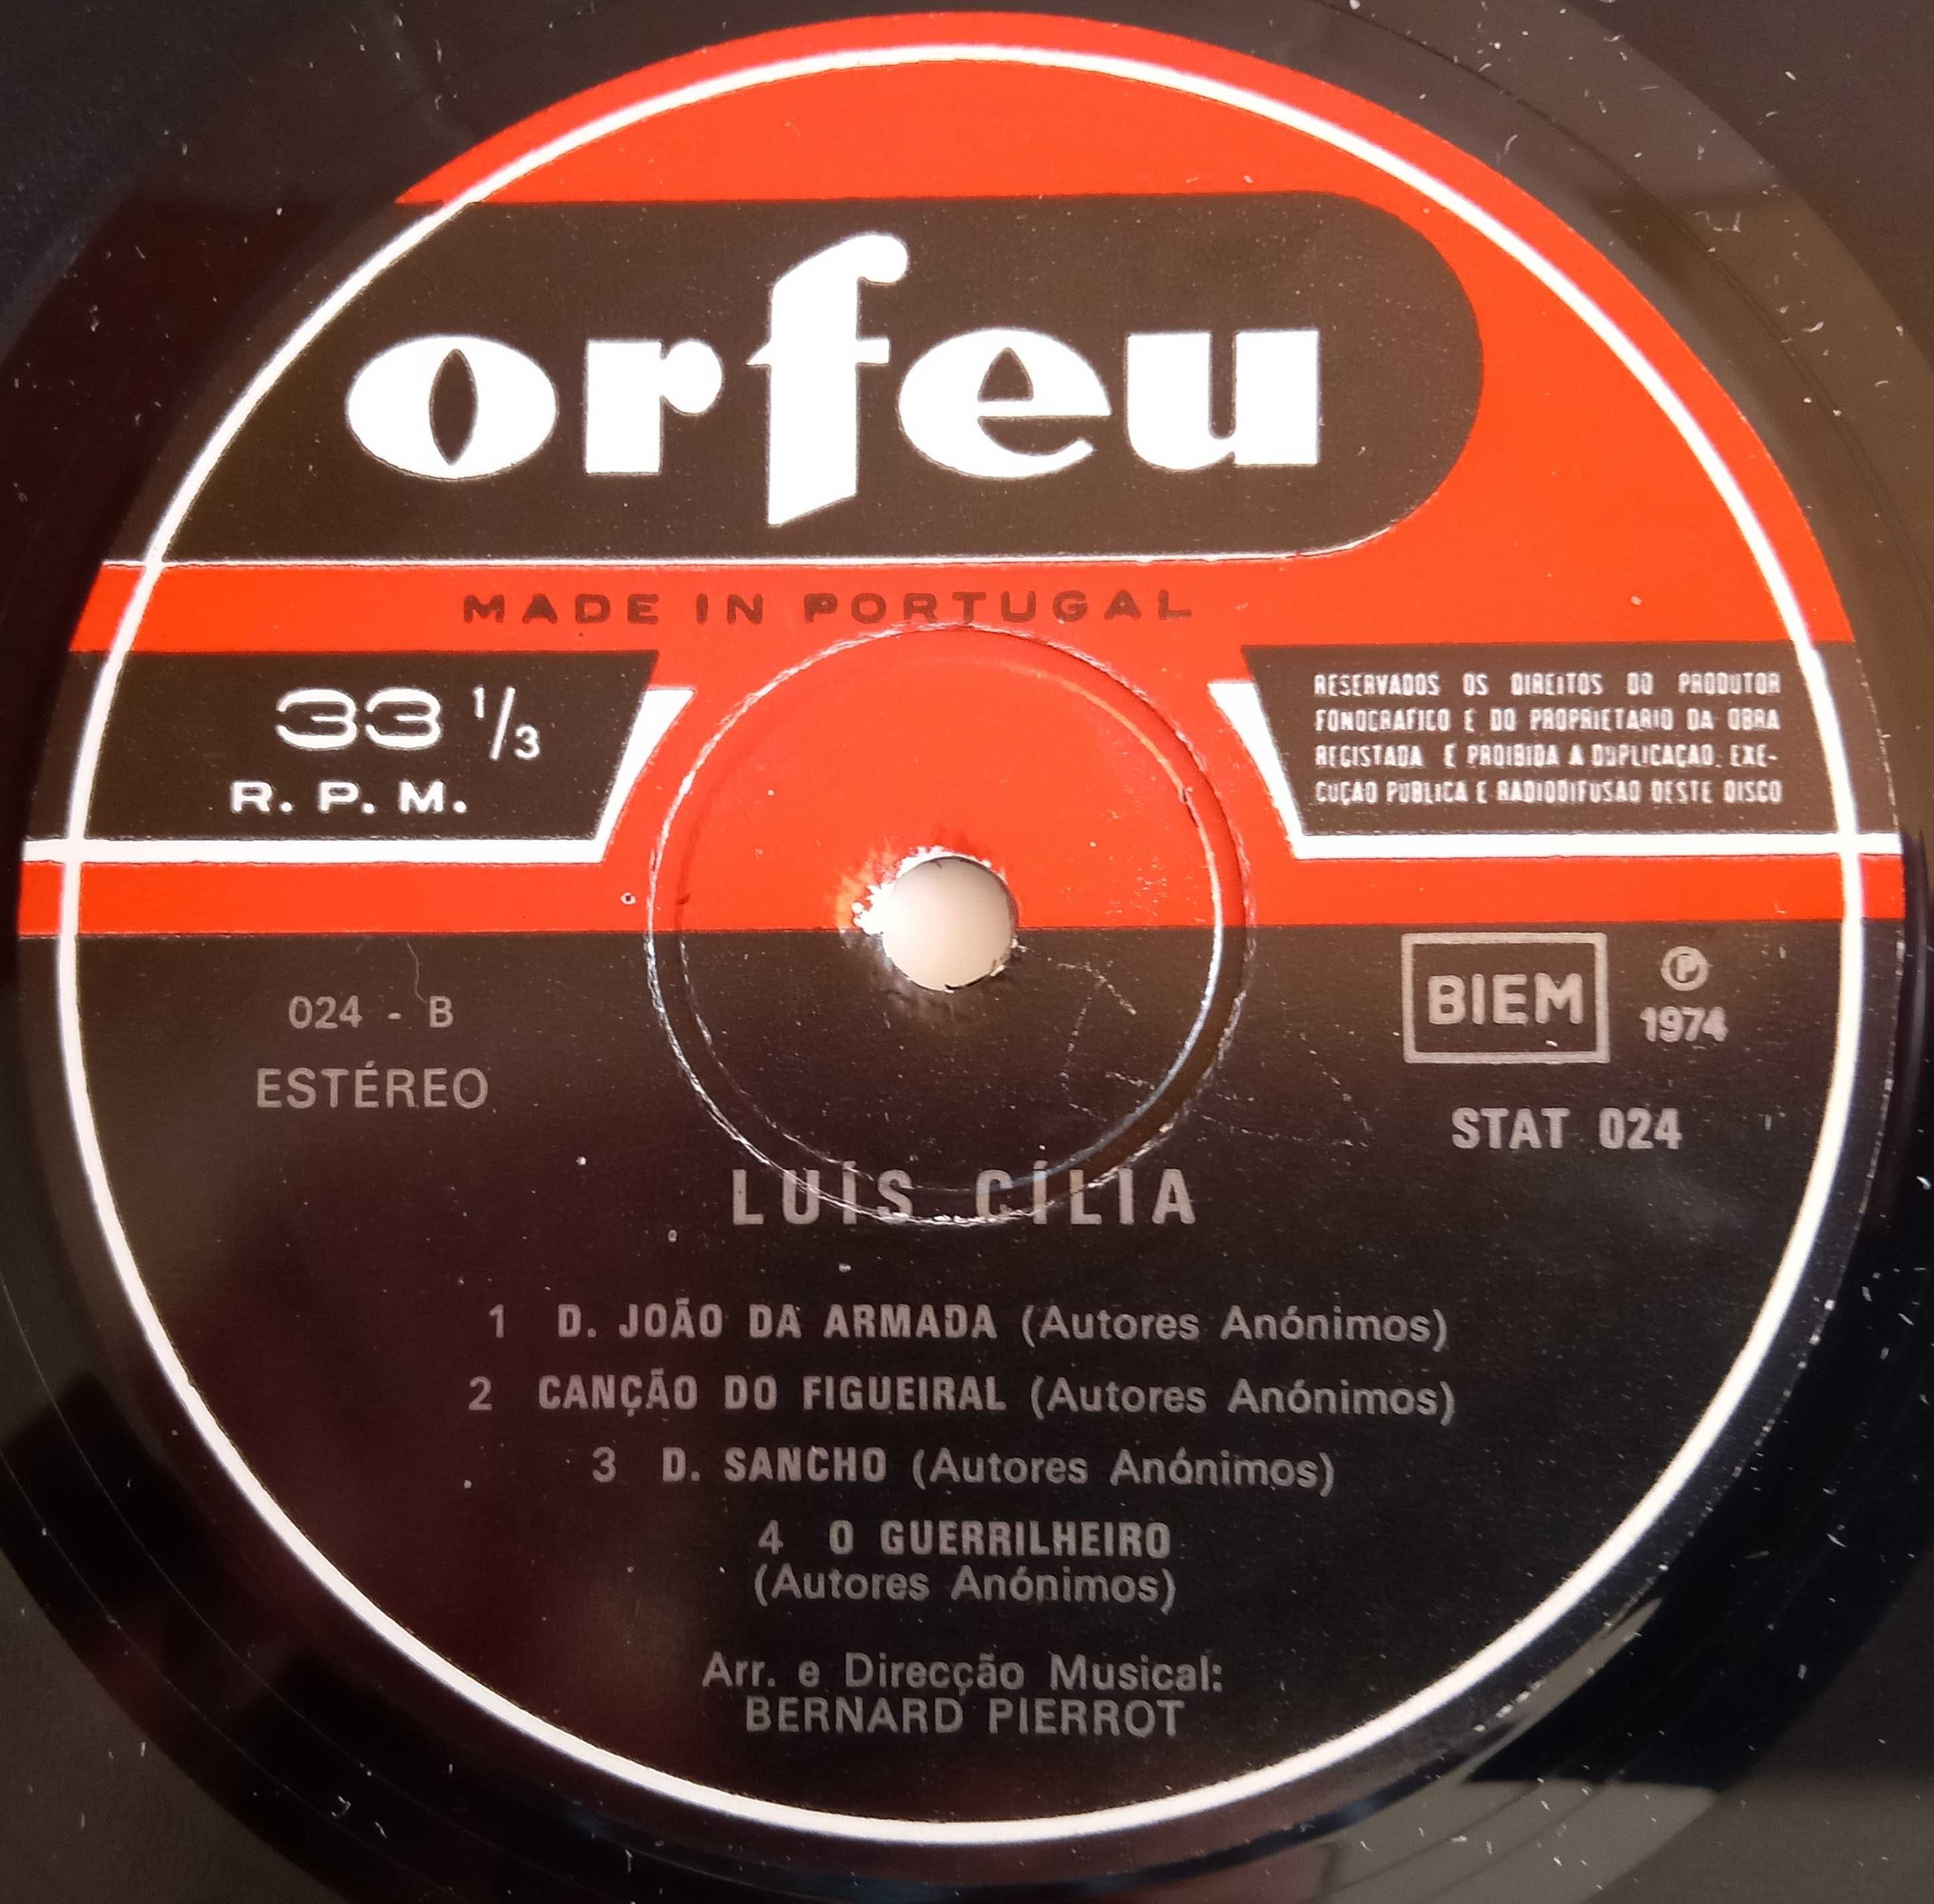 orfeu
MADE IN PORTUGAL
33 1/3
R. P. M.
RESERVADOS OS DIREITOS DO PRODUTOR
FONOGRAFICO E DO PROPRIETARIO DA OBRA
REGISTADA E PROIBIDA A DUPLICAÇAO. EXE-
CUÇAO PUBLICA E RADIODIFUSAO DESTE DISCO
024 - B
ESTÉREO
BIEM
℗
1974
STAT 024
LUÍS CÍLIA
1 D. JOÃO DA ARMADA (Autores Anónimos)
2 CANÇÃO DO FIGUEIRAL (Autores Anónimos)
3 D. SANCHO (Autores Anónimos)
4 O GUERRILHEIRO
(Autores Anónimos)
Arr. e Direcção Musical:
BERNARD PIERROT